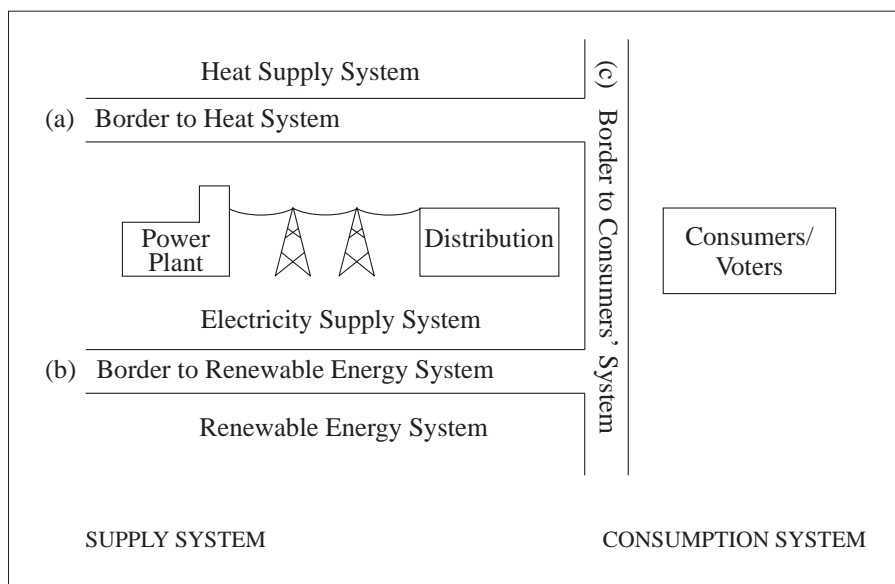 Heat Supply System
(a) Border to Heat System
(c) Border to Consumers' System
Power
Plant
Distribution
Consumers/
Voters
Electricity Supply System
(b) Border to Renewable Energy System
Renewable Energy System
SUPPLY SYSTEM
CONSUMPTION SYSTEM